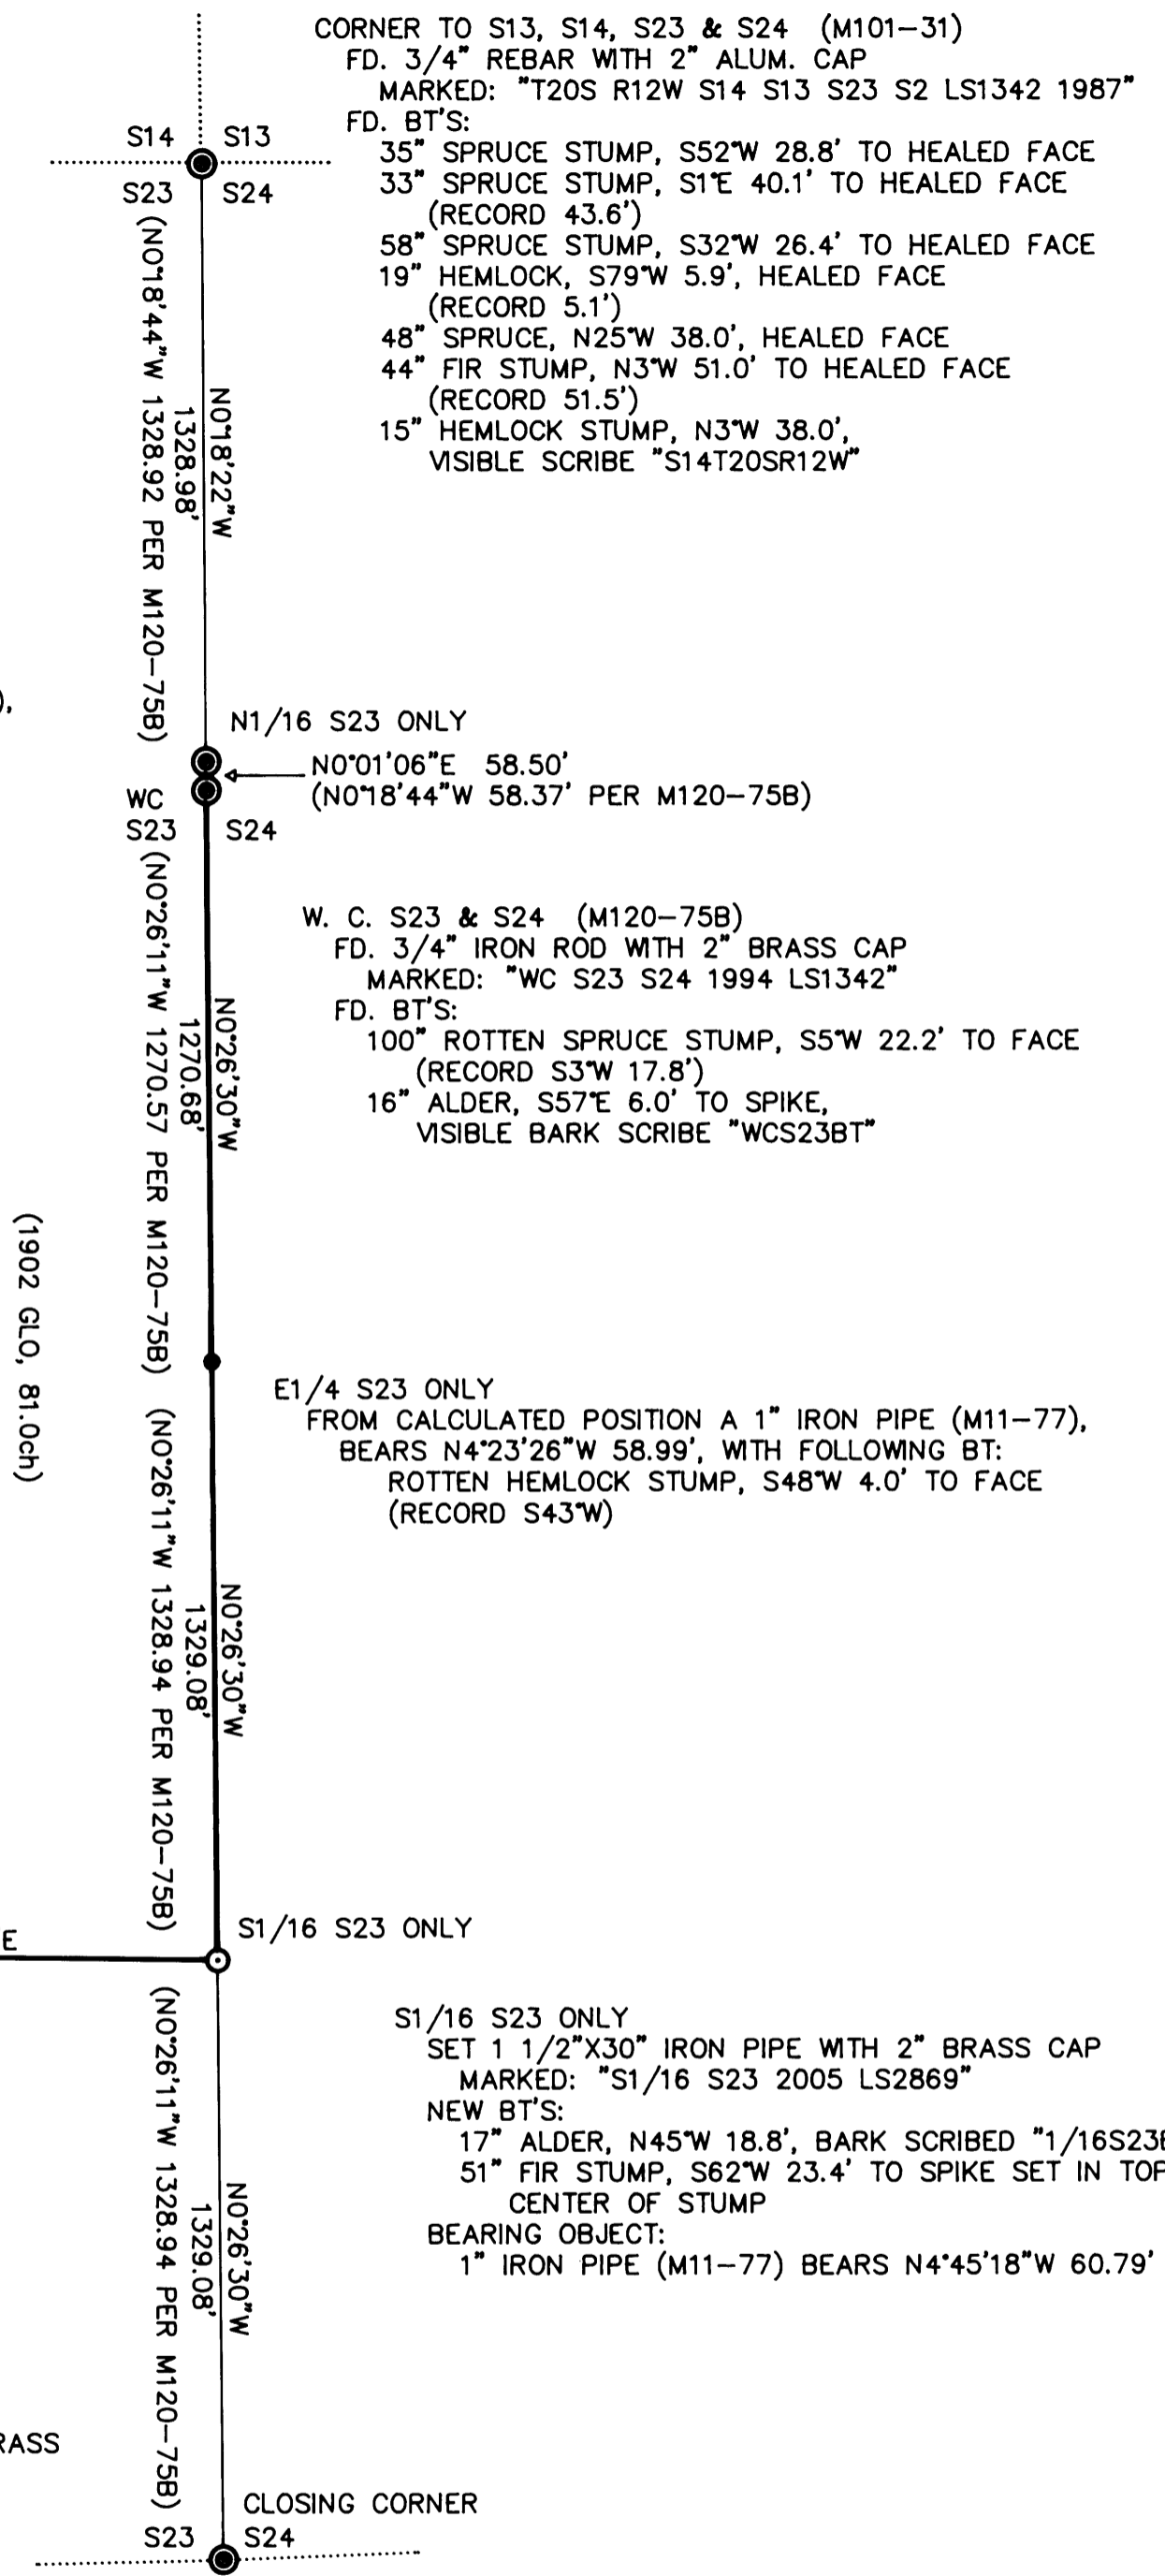 CORNER TO S13, S14, S23 & S24 (M101-31)
FD. 3/4" REBAR WITH 2" ALUM. CAP
MARKED: "T20S R12W S14 S13 S23 S2 LS1342 1987"
FD. BT'S:
35" SPRUCE STUMP, S52°W 28.8' TO HEALED FACE
33" SPRUCE STUMP, S1°E 40.1' TO HEALED FACE
(RECORD 43.6')
58" SPRUCE STUMP, S32°W 26.4' TO HEALED FACE
19" HEMLOCK, S79°W 5.9', HEALED FACE
(RECORD 5.1')
48" SPRUCE, N25°W 38.0', HEALED FACE
44" FIR STUMP, N3°W 51.0' TO HEALED FACE
(RECORD 51.5')
15" HEMLOCK STUMP, N3°W 38.0',
VISIBLE SCRIBE "S14T20SR12W"
S14 S13
S23 S24
(N0°18'44"W 1328.92 PER M120-75B)
N0°18'22"W
1328.98'
),
N1/16 S23 ONLY
N0°01'06"E 58.50'
(N0°18'44"W 58.37' PER M120-75B)
WC
S23 S24
W. C. S23 & S24 (M120-75B)
FD. 3/4" IRON ROD WITH 2" BRASS CAP
MARKED: "WC S23 S24 1994 LS1342"
FD. BT'S:
100" ROTTEN SPRUCE STUMP, S5°W 22.2' TO FACE
(RECORD S3°W 17.8')
16" ALDER, S57°E 6.0' TO SPIKE,
VISIBLE BARK SCRIBE "WCS23BT"
(N0°26'11"W 1270.57 PER M120-75B)
N0°26'30"W
1270.68'
(1902 GLO, 81.0ch)
E1/4 S23 ONLY
FROM CALCULATED POSITION A 1" IRON PIPE (M11-77),
BEARS N4°23'26"W 58.99', WITH FOLLOWING BT:
ROTTEN HEMLOCK STUMP, S48°W 4.0' TO FACE
(RECORD S43°W)
(N0°26'11"W 1328.94 PER M120-75B)
N0°26'30"W
1329.08'
E
S1/16 S23 ONLY
S1/16 S23 ONLY
SET 1 1/2"X30" IRON PIPE WITH 2" BRASS CAP
MARKED: "S1/16 S23 2005 LS2869"
NEW BT'S:
17" ALDER, N45°W 18.8', BARK SCRIBED "1/16S23B
51" FIR STUMP, S62°W 23.4' TO SPIKE SET IN TOP
CENTER OF STUMP
BEARING OBJECT:
1" IRON PIPE (M11-77) BEARS N4°45'18"W 60.79'
(N0°26'11"W 1328.94 PER M120-75B)
N0°26'30"W
1329.08'
RASS
CLOSING CORNER
S23 S24